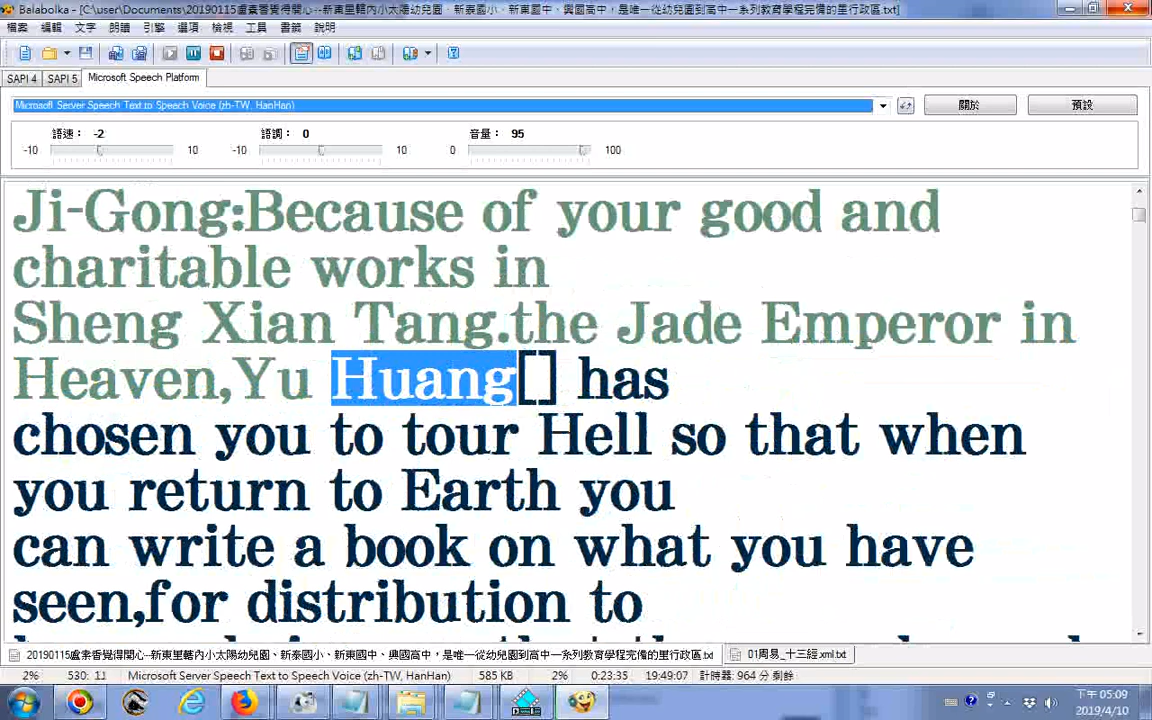 Balabolka - [C:\user\Documents\20190115盧素香覺得開心--新東里轄內小太陽幼兒園、新泰國小、新東國中、興國高中，是唯一從幼兒園到高中一系列教育學程完備的里行政區.txt]
檔案 編輯 文字 朗讀 引擎 選項 檢視 工具 書籤 說明
SAPI 4 SAPI 5 Microsoft Speech Platform
Microsoft Server Speech Text to Speech Voice (zh-TW, HanHan) 關於 預設
語速： -2 語調： 0 音量： 95
-10 10 -10 10 0 100
Ji-Gong:Because of your good and
charitable works in
Sheng Xian Tang.the Jade Emperor in
Heaven,Yu Huang[] has
chosen you to tour Hell so that when
you return to Earth you
can write a book on what you have
seen,for distribution to
20190115盧素香覺得開心--新東里轄內小太陽幼兒園、新泰國小、新東國中、興國高中，是唯一從幼兒園到高中一系列教育學程完備的里行政區.txt 01周易_十三經.xml.txt
2% 530: 11 Microsoft Server Speech Text to Speech Voice (zh-TW, HanHan) 585 KB 2% 0:23:35 19:49:07 計時器: 964 分 剩餘
下午 05:09
2019/4/10